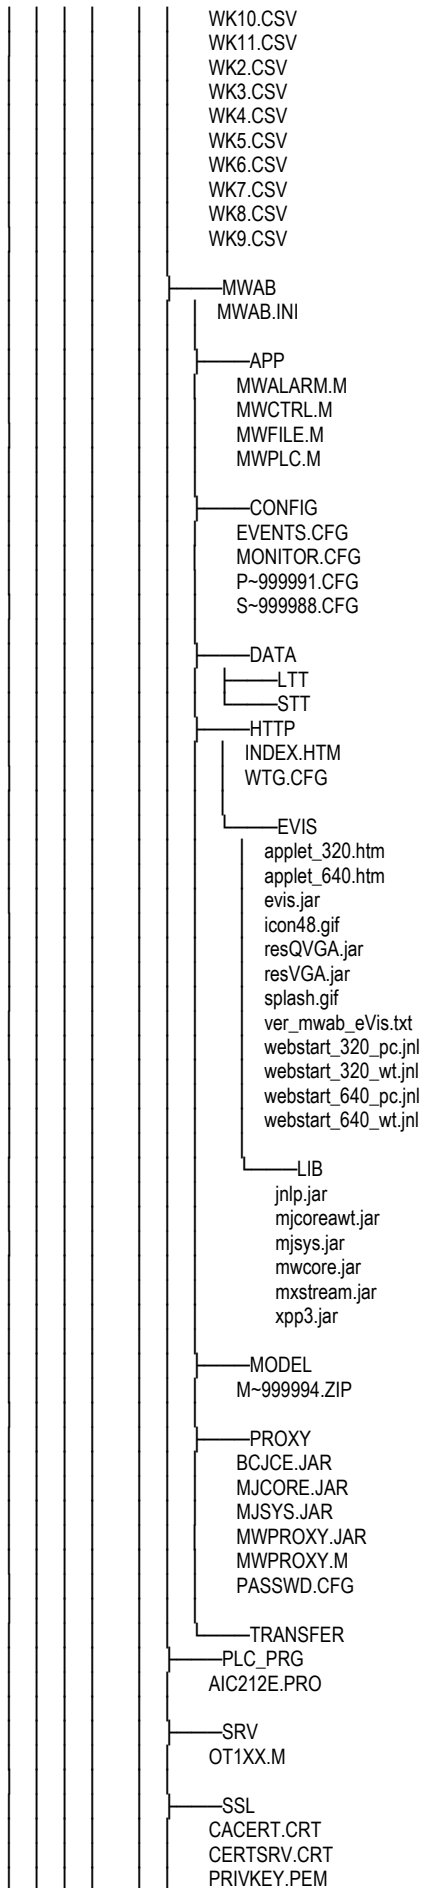 WK10.CSV
WK11.CSV
WK2.CSV
WK3.CSV
WK4.CSV
WK5.CSV
WK6.CSV
WK7.CSV
WK8.CSV
WK9.CSV
MWAB
MWAB.INI
APP
MWALARM.M
MWCTRL.M
MWFILE.M
MWPLC.M
CONFIG
EVENTS.CFG
MONITOR.CFG
P~999991.CFG
S~999988.CFG
DATA
LTT
STT
HTTP
INDEX.HTM
WTG.CFG
EVIS
applet_320.htm
applet_640.htm
evis.jar
icon48.gif
resQVGA.jar
resVGA.jar
splash.gif
ver_mwab_eVis.txt
webstart_320_pc.jnl
webstart_320_wt.jnl
webstart_640_pc.jnl
webstart_640_wt.jnl
LIB
jnlp.jar
mjcoreawt.jar
mjsys.jar
mwcore.jar
mxstream.jar
xpp3.jar
MODEL
M~999994.ZIP
PROXY
BCJCE.JAR
MJCORE.JAR
MJSYS.JAR
MWPROXY.JAR
MWPROXY.M
PASSWD.CFG
TRANSFER
PLC_PRG
AIC212E.PRO
SRV
OT1XX.M
SSL
CACERT.CRT
CERTSRV.CRT
PRIVKEY.PEM